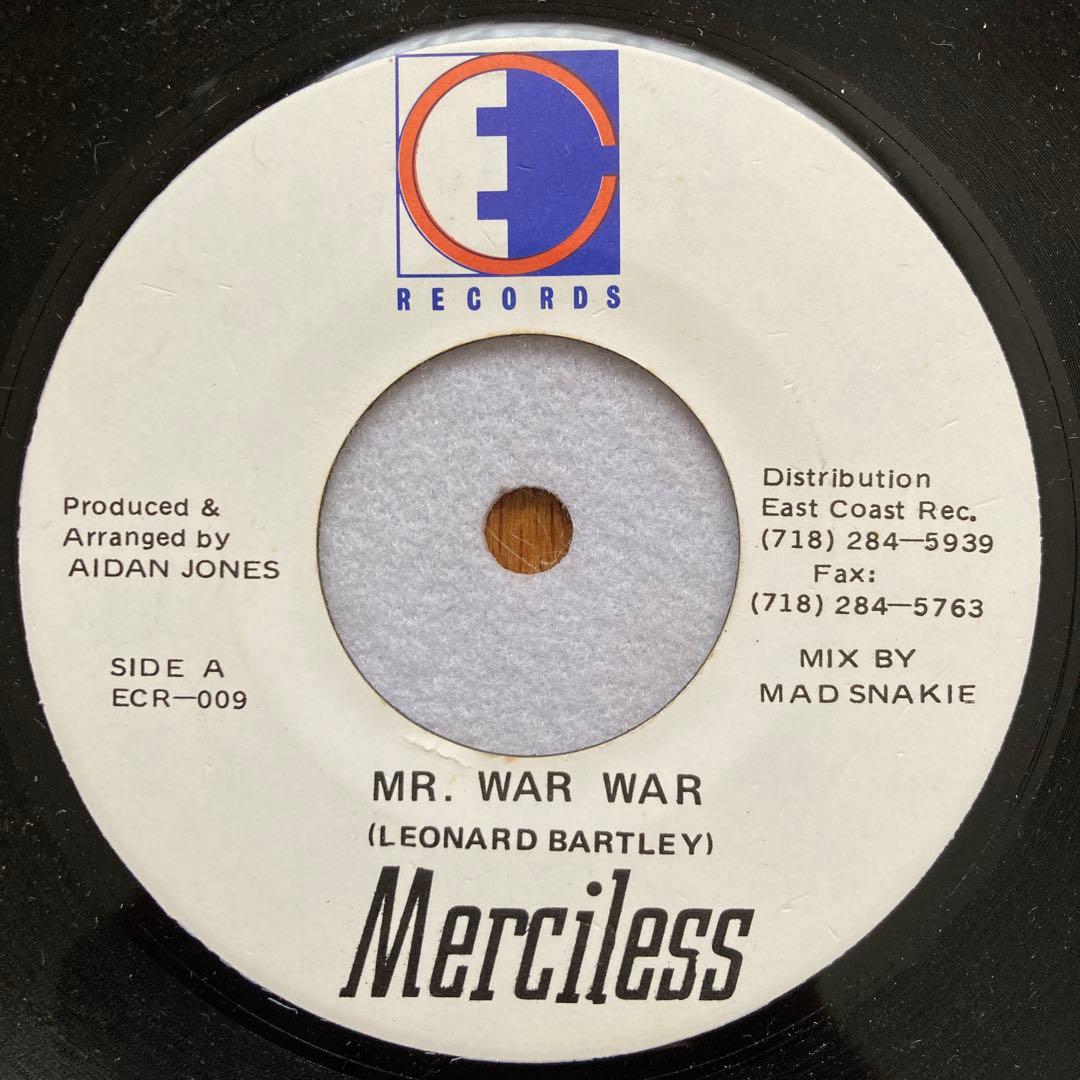 EC
RECORDS
Produced &
Arranged by
AIDAN JONES
SIDE A
ECR—009
Distribution
East Coast Rec.
(718) 284—5939
Fax:
(718) 284—5763
MIX BY
MAD SNAKIE
MR. WAR WAR
(LEONARD BARTLEY)
Merciless